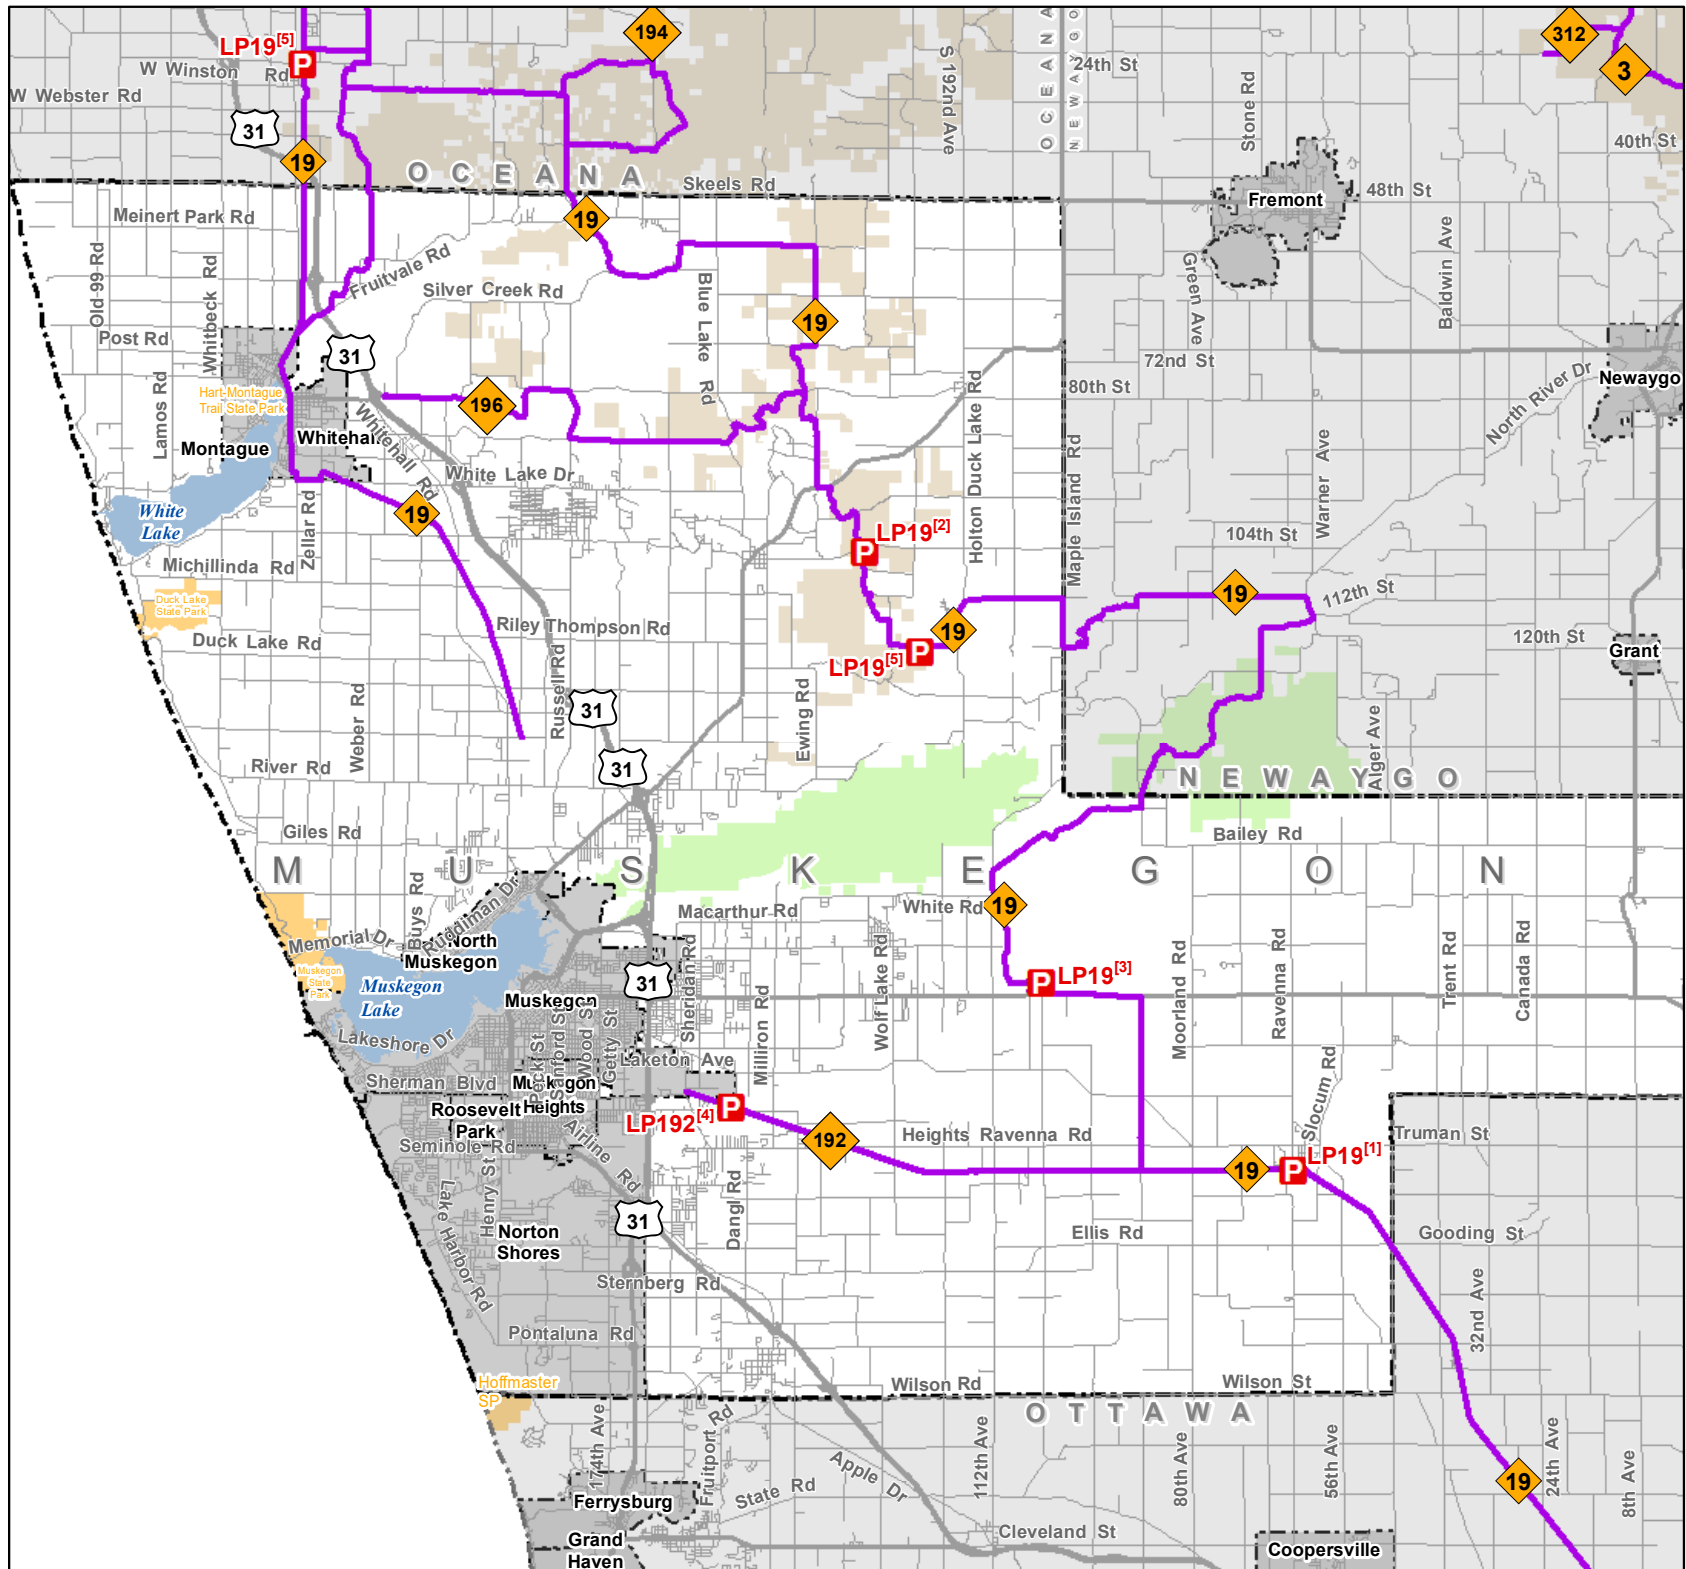 194
312
3
LP19[5]
P
W Winston Rd
W Webster Rd
31
19
S 192nd Ave
OCEANA
NEWAYGO
24th St
Stone Rd
40th St
OCEANA
Skeels Rd
48th St
Fremont
Meinert Park Rd
19
Old-99 Rd
Whitbeck Rd
Fruitvale Rd
Silver Creek Rd
Blue Lake Rd
Green Ave
Baldwin Ave
Post Rd
31
19
72nd St
80th St
Newaygo
North River Dr
Lamos Rd
Hart-Montague
Trail State Park
196
Holton Duck Lake Rd
Maple Island Rd
Warner Ave
Montague
Whitehall
Whitehall Rd
White Lake Dr
White
Lake
Zellar Rd
19
LP19[2]
P
104th St
Michillinda Rd
Duck Lake
State Park
19
112th St
Duck Lake Rd
Riley Thompson Rd
19
LP19[5]
P
120th St
Grant
Weber Rd
Russell Rd
31
Ewing Rd
Alger Ave
River Rd
31
NEWAYGO
Giles Rd
Bailey Rd
MUSKEGON
Buys Rd
Ruddiman Dr
Macarthur Rd
White Rd
19
Memorial Dr
North
Muskegon
Muskegon
State
Park
Muskegon
Lake
Muskegon
31
Sheridan Rd
Milliron Rd
Wolf Lake Rd
LP19[3]
P
Moorland Rd
Ravenna Rd
Trent Rd
Canada Rd
Lakeshore Dr
Peck St
Sanford St
Wood St
Getty St
Laketon Ave
Sherman Blvd
Muskegon
Heights
Roosevelt
Park
LP192[4]
P
192
Heights Ravenna Rd
Slocum Rd
Truman St
Seminole Rd
Airline Rd
19
P
LP19[1]
Henry St
Lake Harbor Rd
Norton
Shores
31
Dangl Rd
Ellis Rd
Gooding St
Sternberg Rd
32nd Ave
Pontaluna Rd
Hoffmaster
SP
Wilson Rd
Wilson St
OTTAWA
174th Ave
Fruitport Rd
State Rd
Apple Dr
112th Ave
80th Ave
56th Ave
19
24th Ave
8th Ave
Ferrysburg
Grand
Haven
Cleveland St
Coopersville